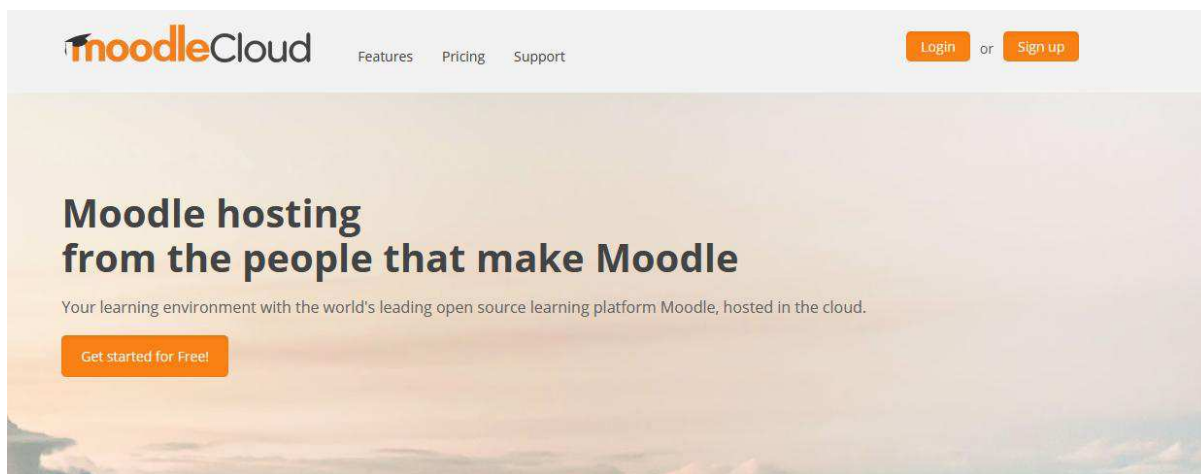 moodleCloud
Features Pricing Support
Login or Sign up
Moodle hosting
from the people that make Moodle
Your learning environment with the world's leading open source learning platform Moodle, hosted in the cloud.
Get started for Free!